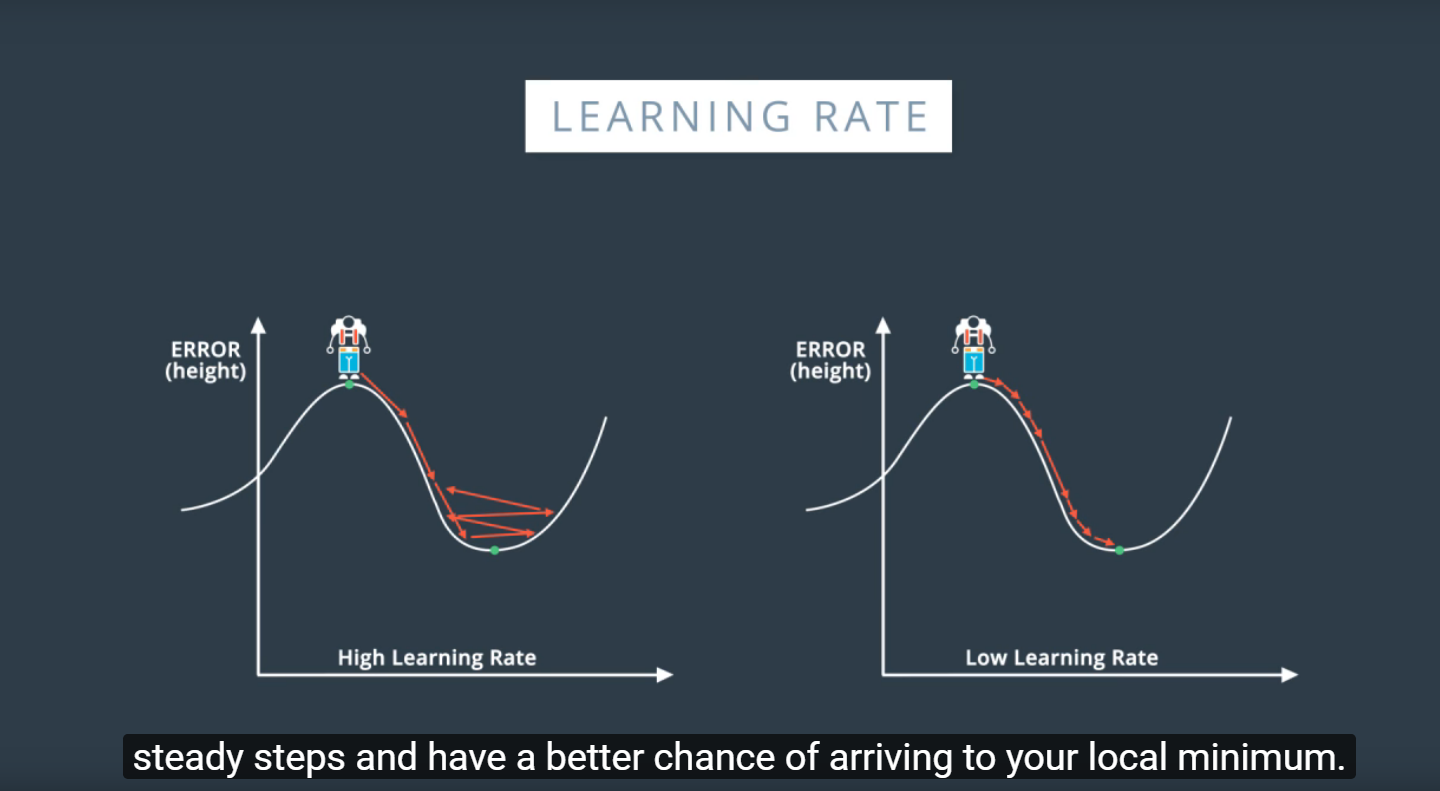 LEARNING RATE
ERROR
(height)
High Learning Rate
ERROR
(height)
Low Learning Rate
steady steps and have a better chance of arriving to your local minimum.